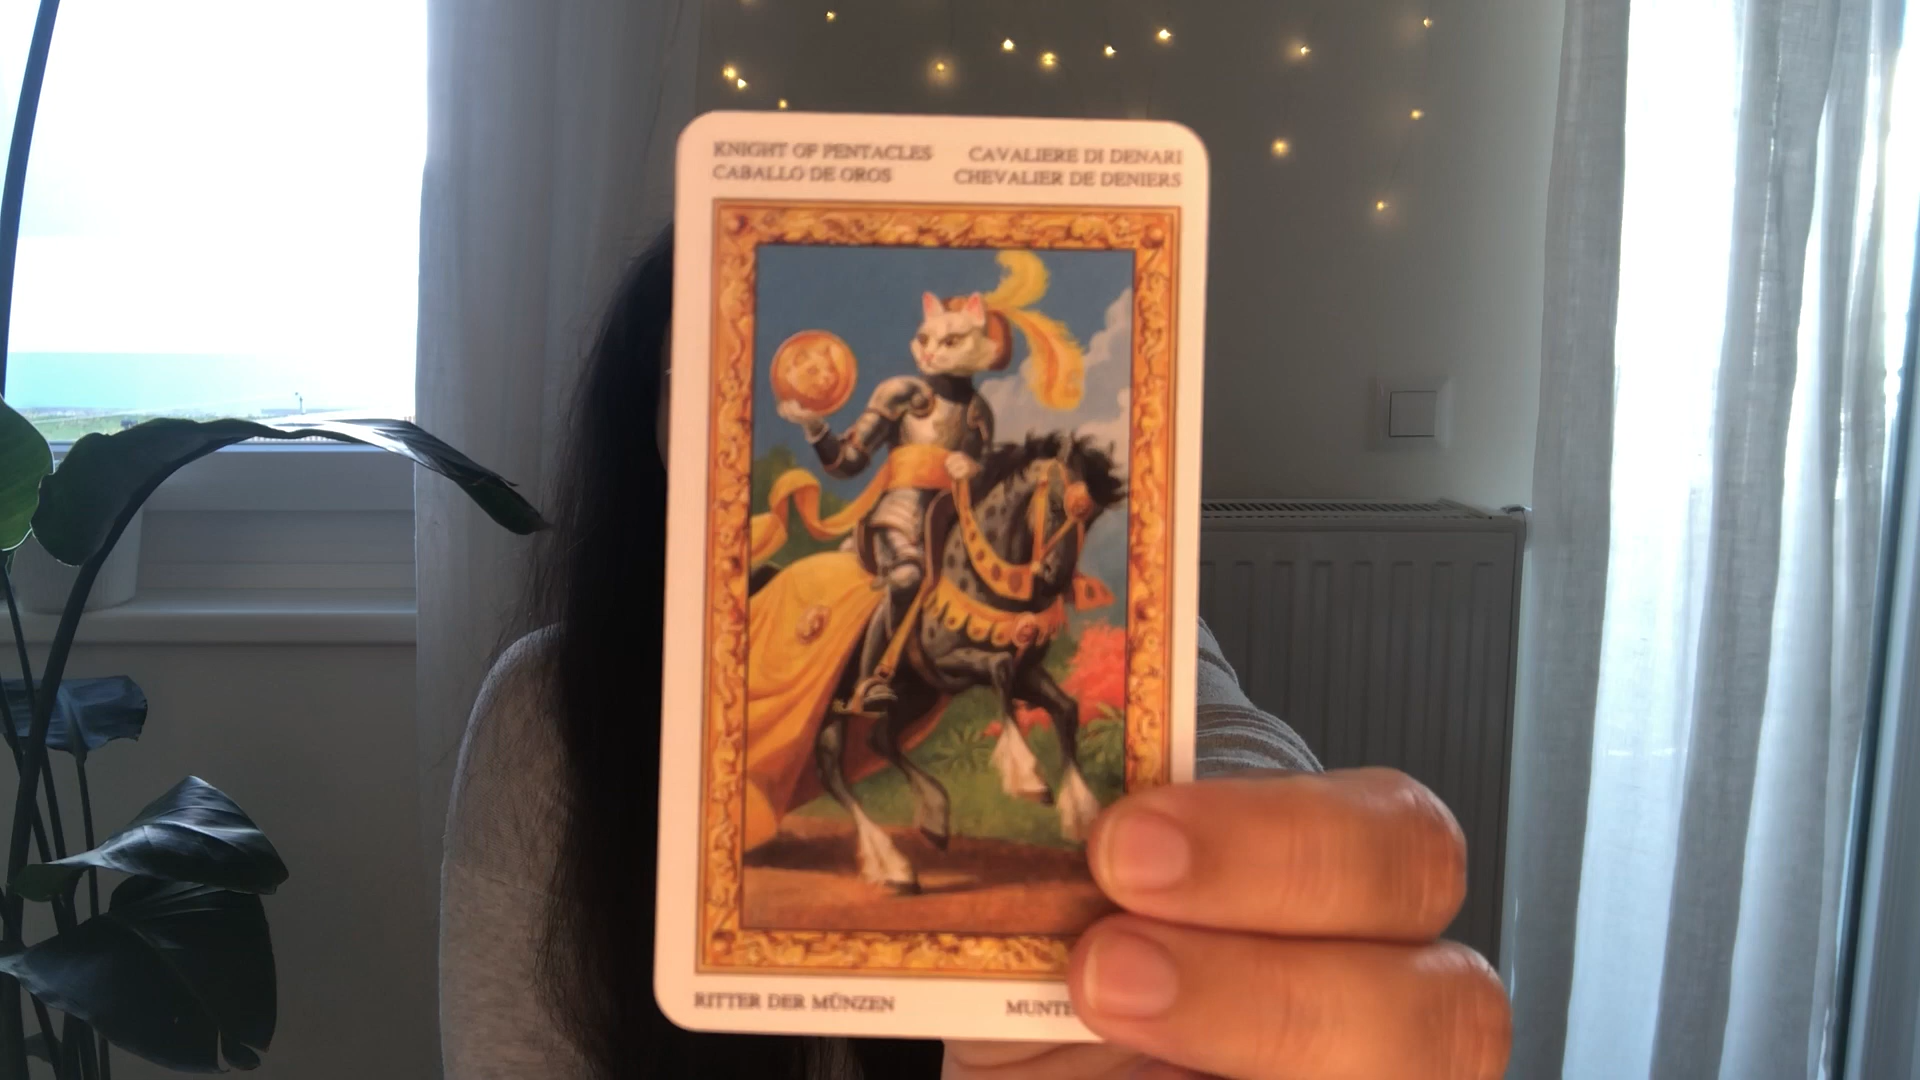 KNIGHT OF PENTACLES
CABALLO DE OROS
CAVALIERE DI DENARI
CHEVALIER DE DENIERS
RITTER DER MÜNZEN